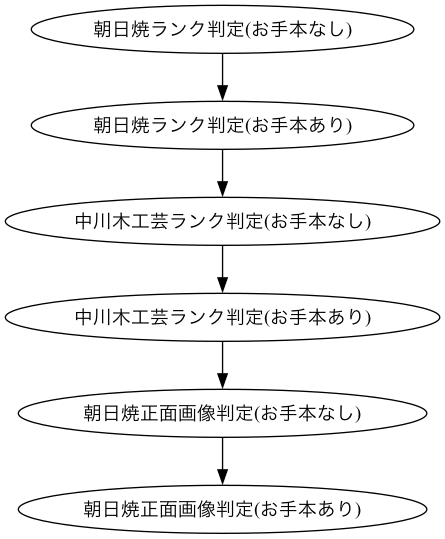 朝日焼ランク判定(お手本なし)
朝日焼ランク判定(お手本あり)
中川木工芸ランク判定(お手本なし)
中川木工芸ランク判定(お手本あり)
朝日焼正面画像判定(お手本なし)
朝日焼正面画像判定(お手本あり)